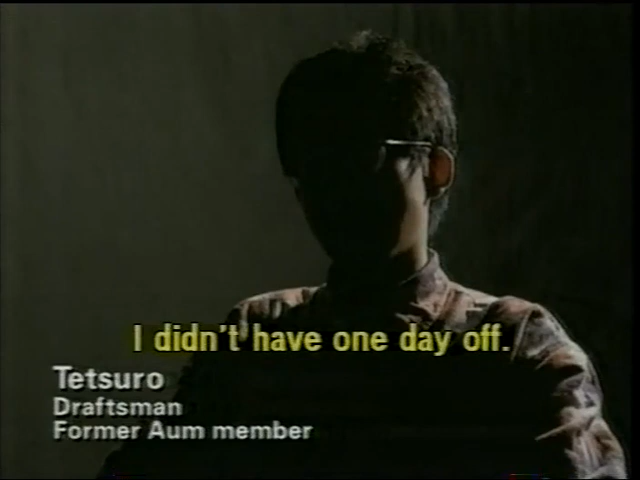 I didn't have one day off.
Tetsuro
Draftsman
Former Aum member